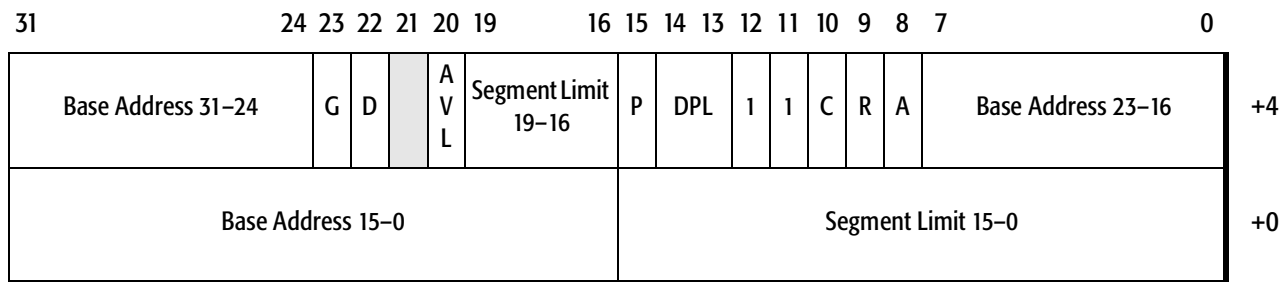 31 24 23 22 21 20 19 16 15 14 13 12 11 10 9 8 7 0
Base Address 31–24 G D AVL Segment Limit 19–16 P DPL 1 1 C R A Base Address 23–16 +4
Base Address 15–0 Segment Limit 15–0 +0